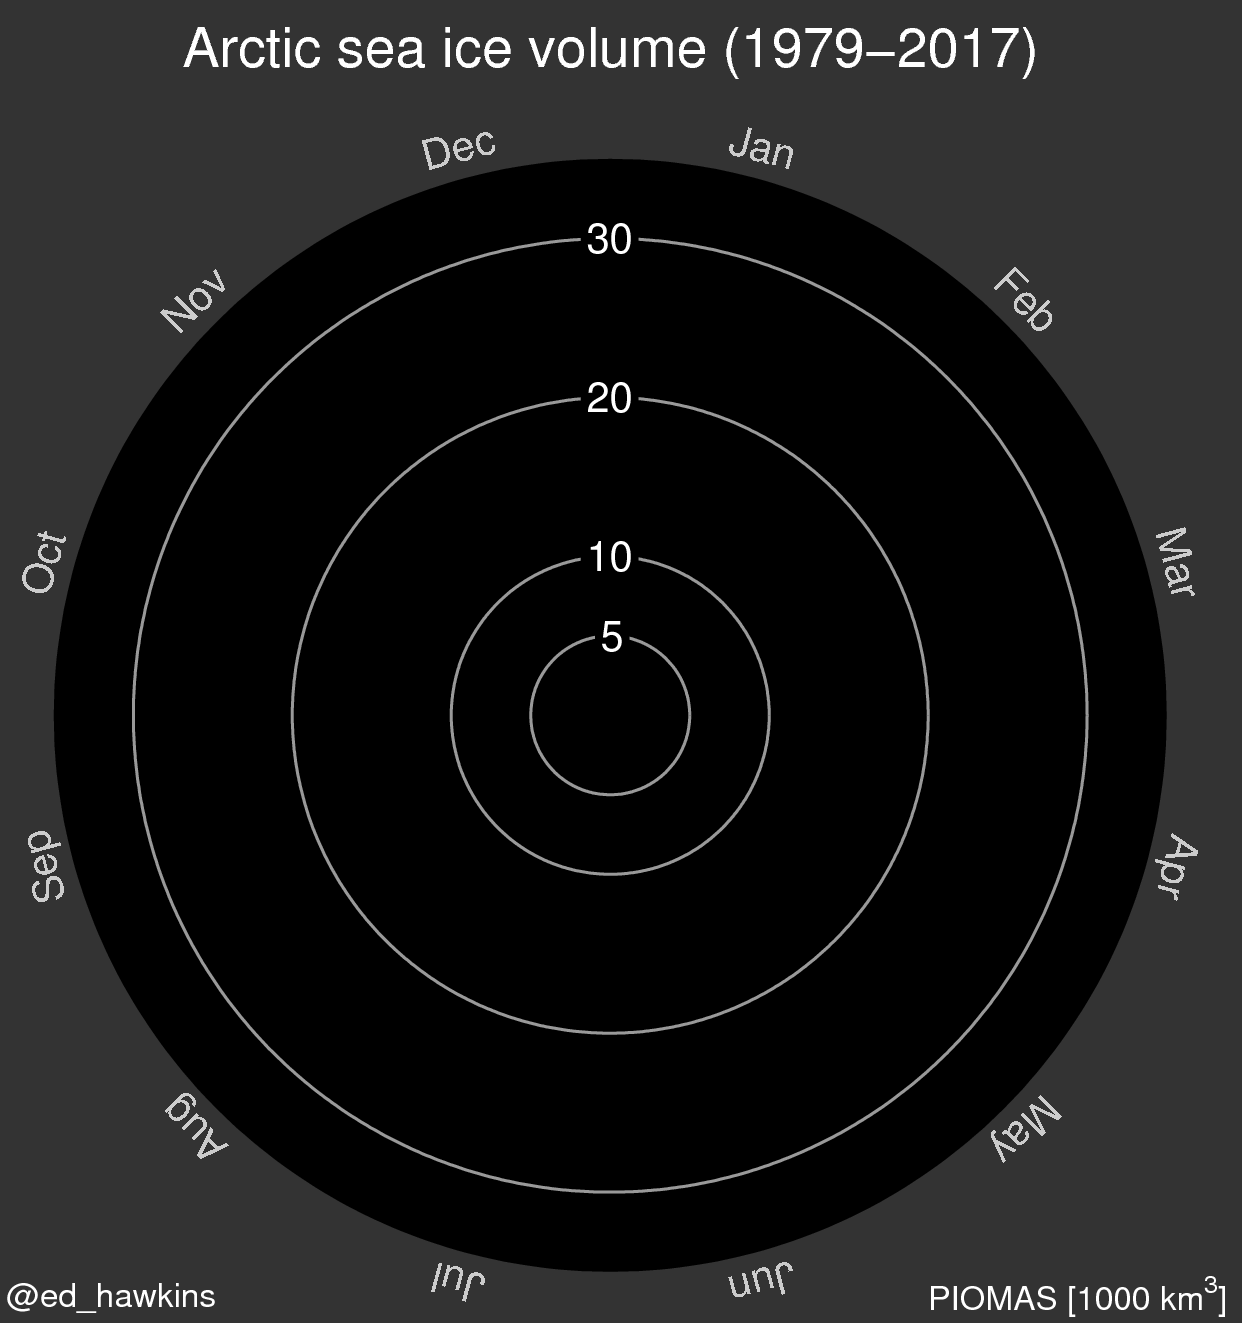 Arctic sea ice volume (1979–2017)
Dec
Jan
Nov
Feb
30
20
10
5
Oct
Mar
Sep
Apr
Aug
May
Jul
Jun
@ed_hawkins
PIOMAS [1000 km³]